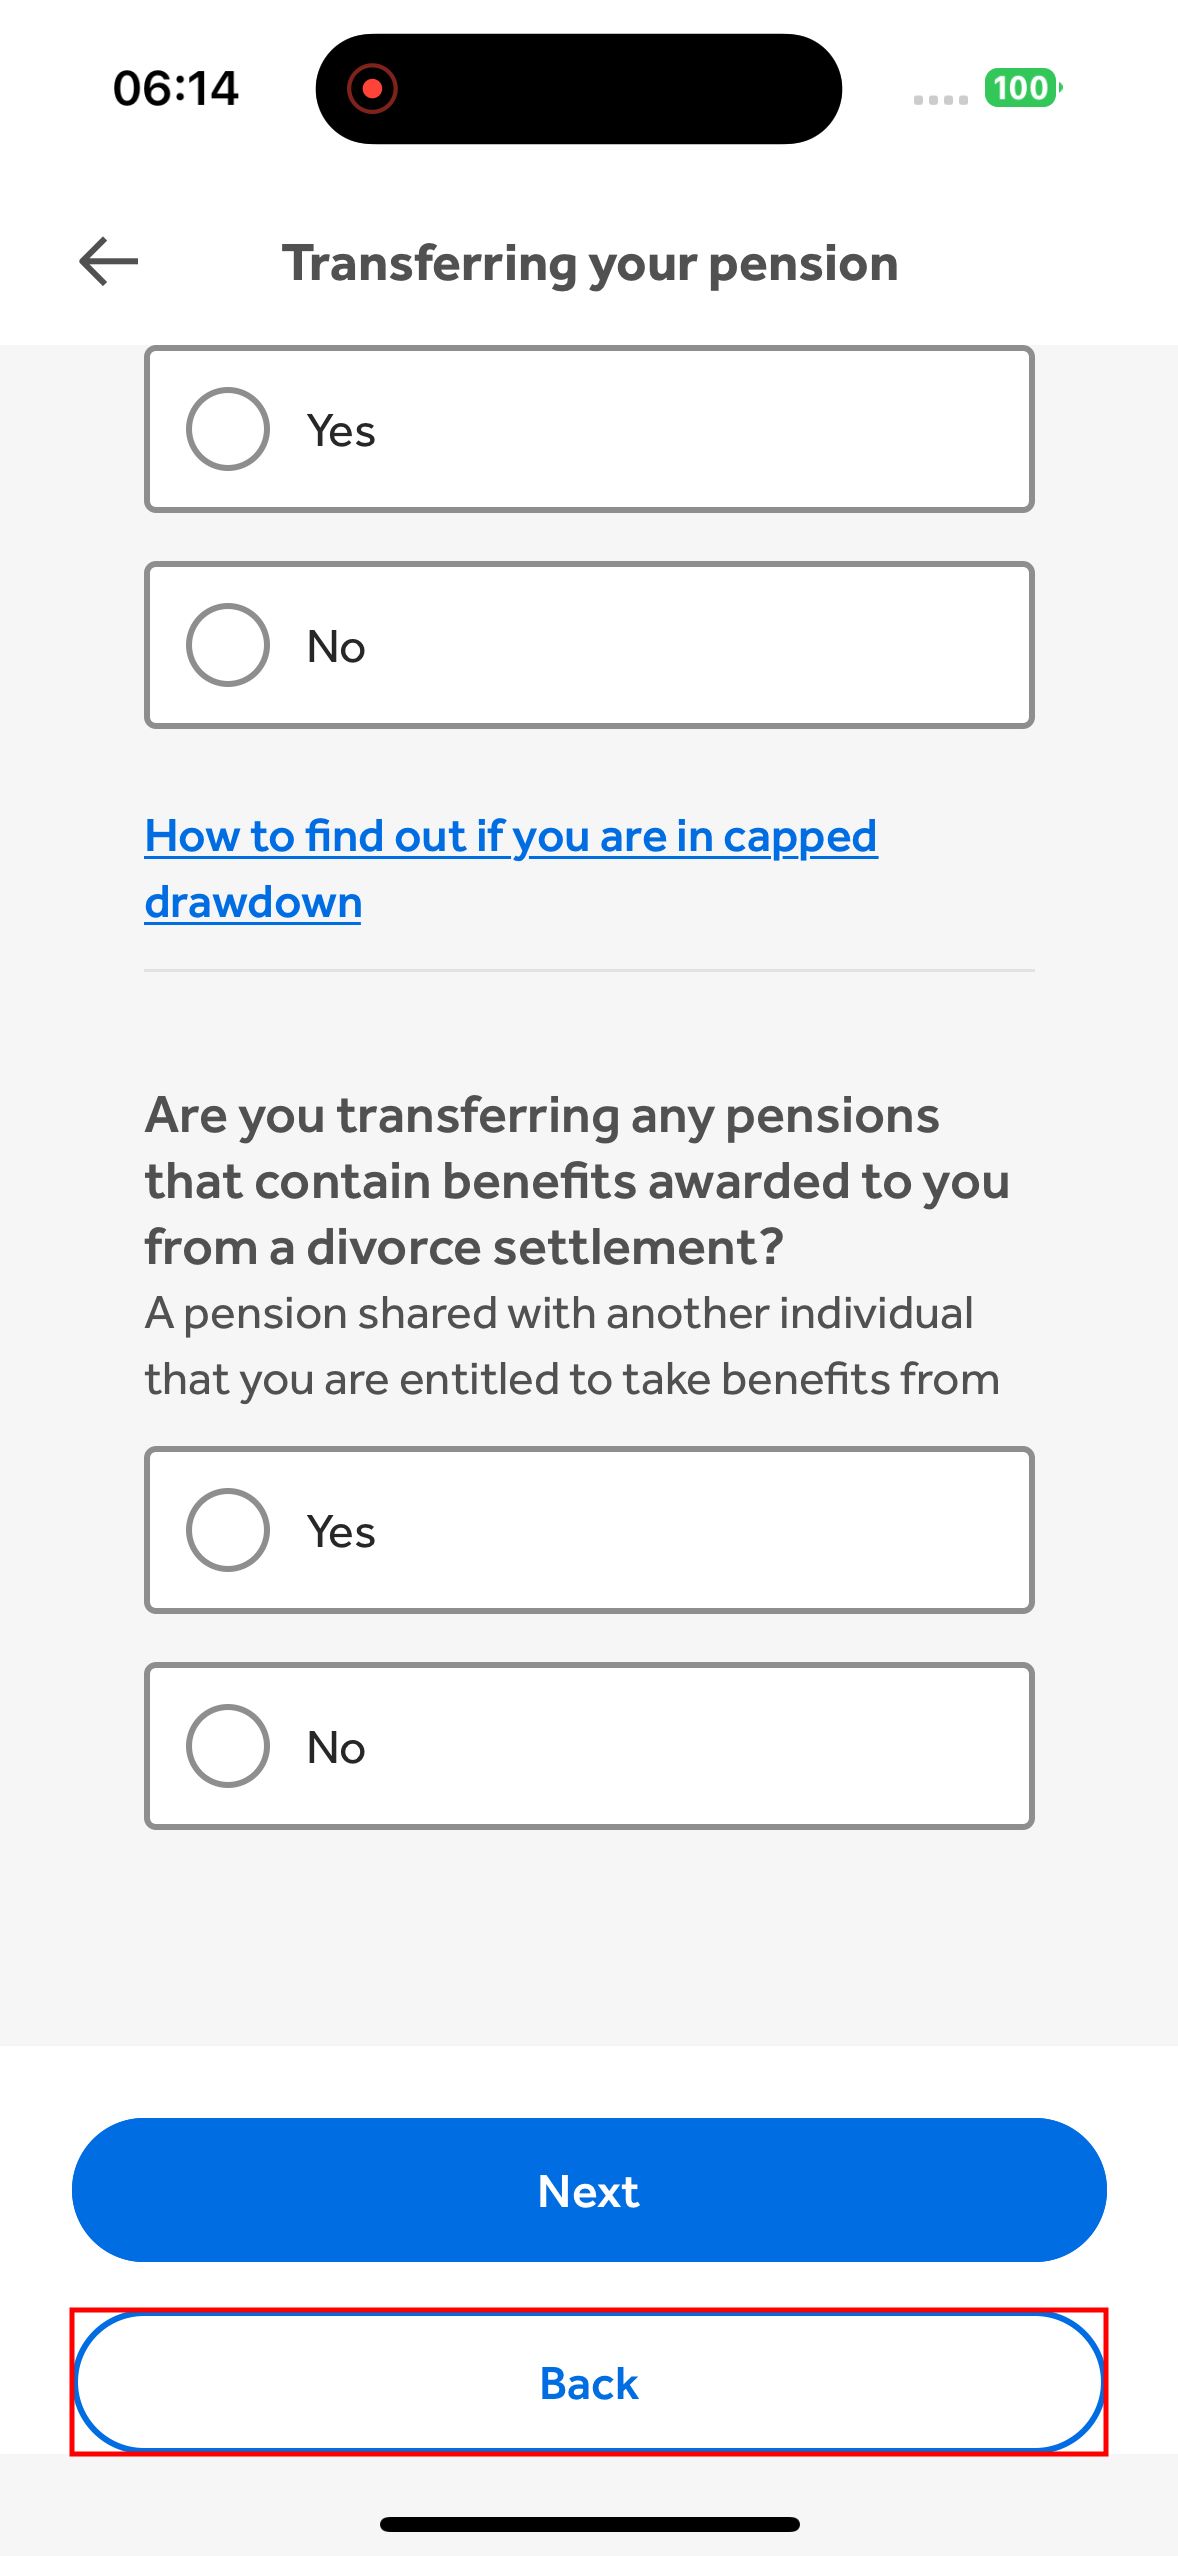 06:14
100
Transferring your pension
Yes
No
How to find out if you are in capped
drawdown
Are you transferring any pensions
that contain benefits awarded to you
from a divorce settlement?
A pension shared with another individual
that you are entitled to take benefits from
Yes
No
Next
Back